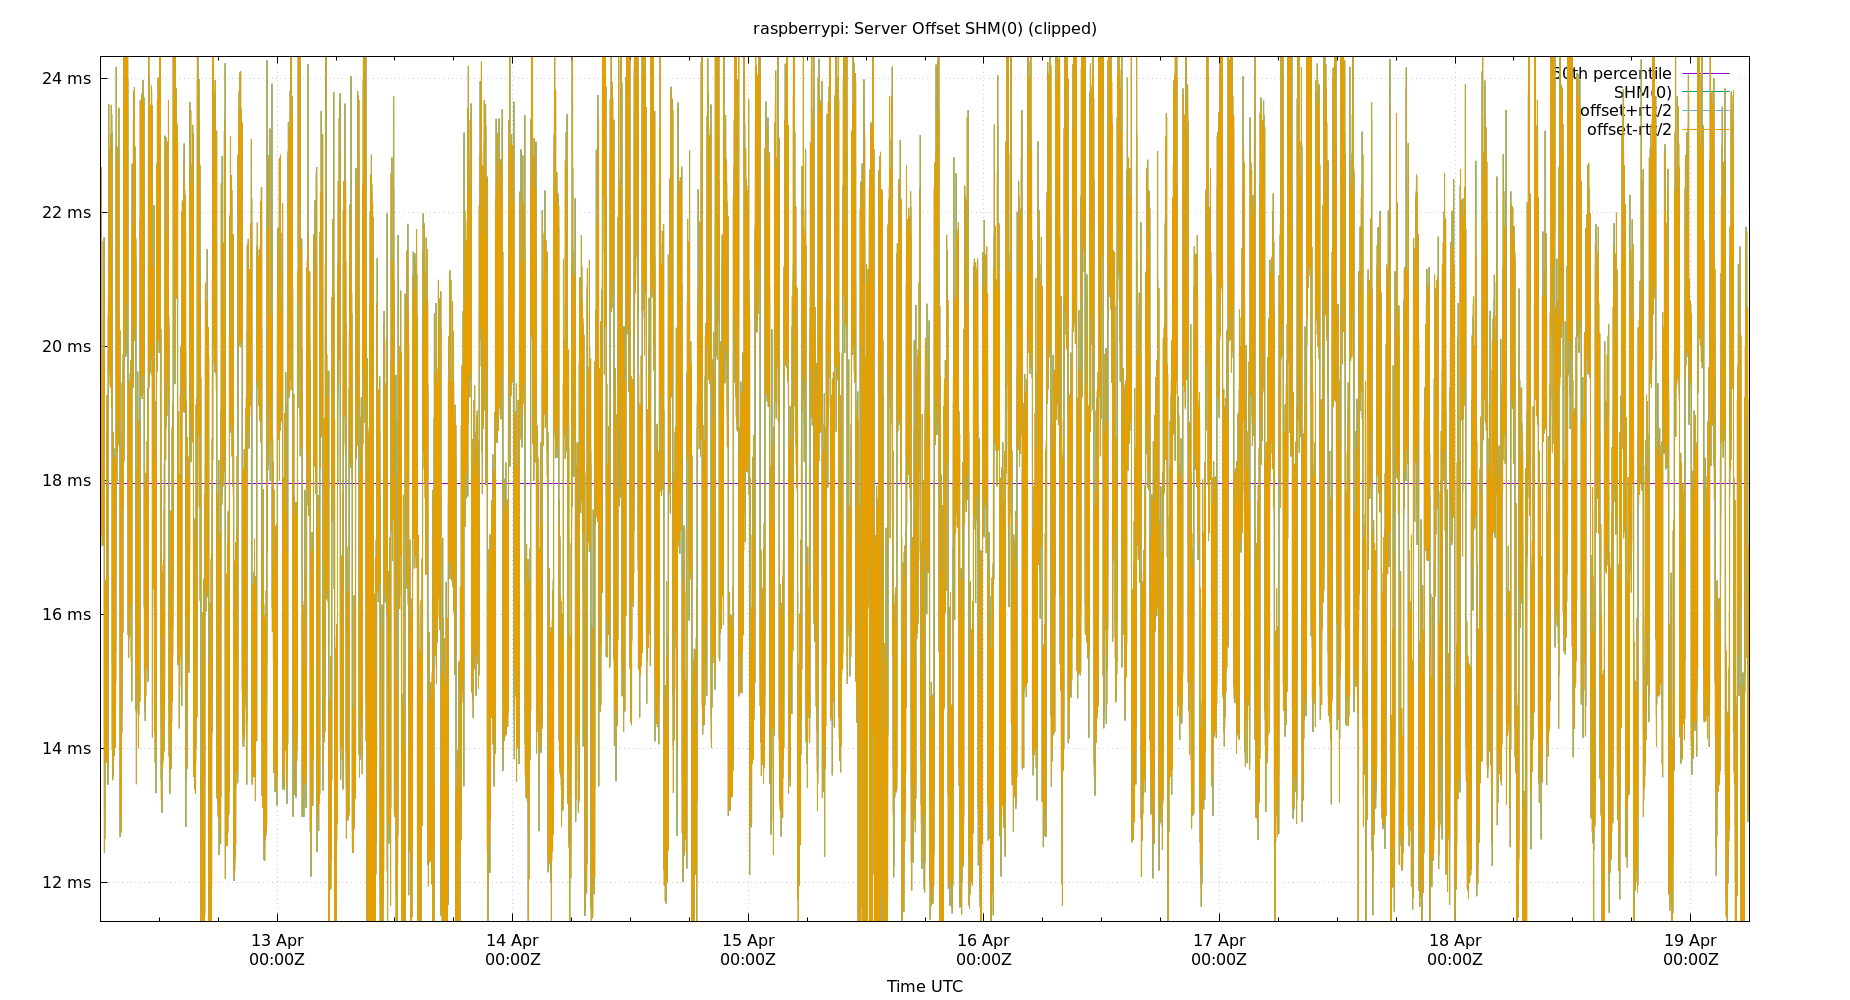 raspberrypi: Server Offset SHM(0) (clipped)
24 ms
22 ms
20 ms
18 ms
16 ms
14 ms
12 ms
50th percentile
SHM(0)
offset+rtt/2
offset-rtt/2
13 Apr 14 Apr 15 Apr 16 Apr 17 Apr 18 Apr 19 Apr
00:00Z 00:00Z 00:00Z 00:00Z 00:00Z 00:00Z 00:00Z
Time UTC